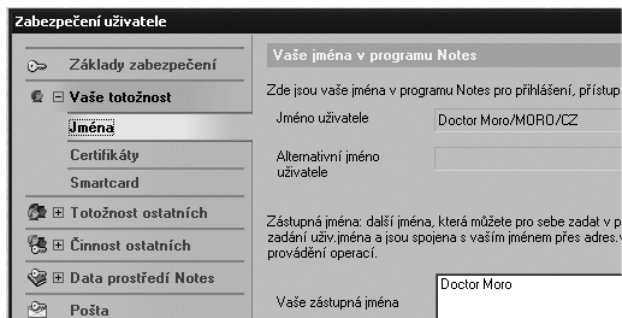 Zabezpečení uživatele
Základy zabezpečení
Vaše totožnost
Jména
Certifikáty
Smartcard
Totožnost ostatních
Činnost ostatních
Data prostředí Notes
Pošta
Vaše jména v programu Notes
Zde jsou vaše jména v programu Notes pro přihlášení, přístup
Jméno uživatele
Doctor Moro/MORO/CZ
Alternativní jméno
uživatele
Zástupná jména: další jména, která můžete pro sebe zadat v p
zadání uživ.jména a jsou spojena s vaším jménem přes adres.
provádění operací.
Vaše zástupná jména
Doctor Moro